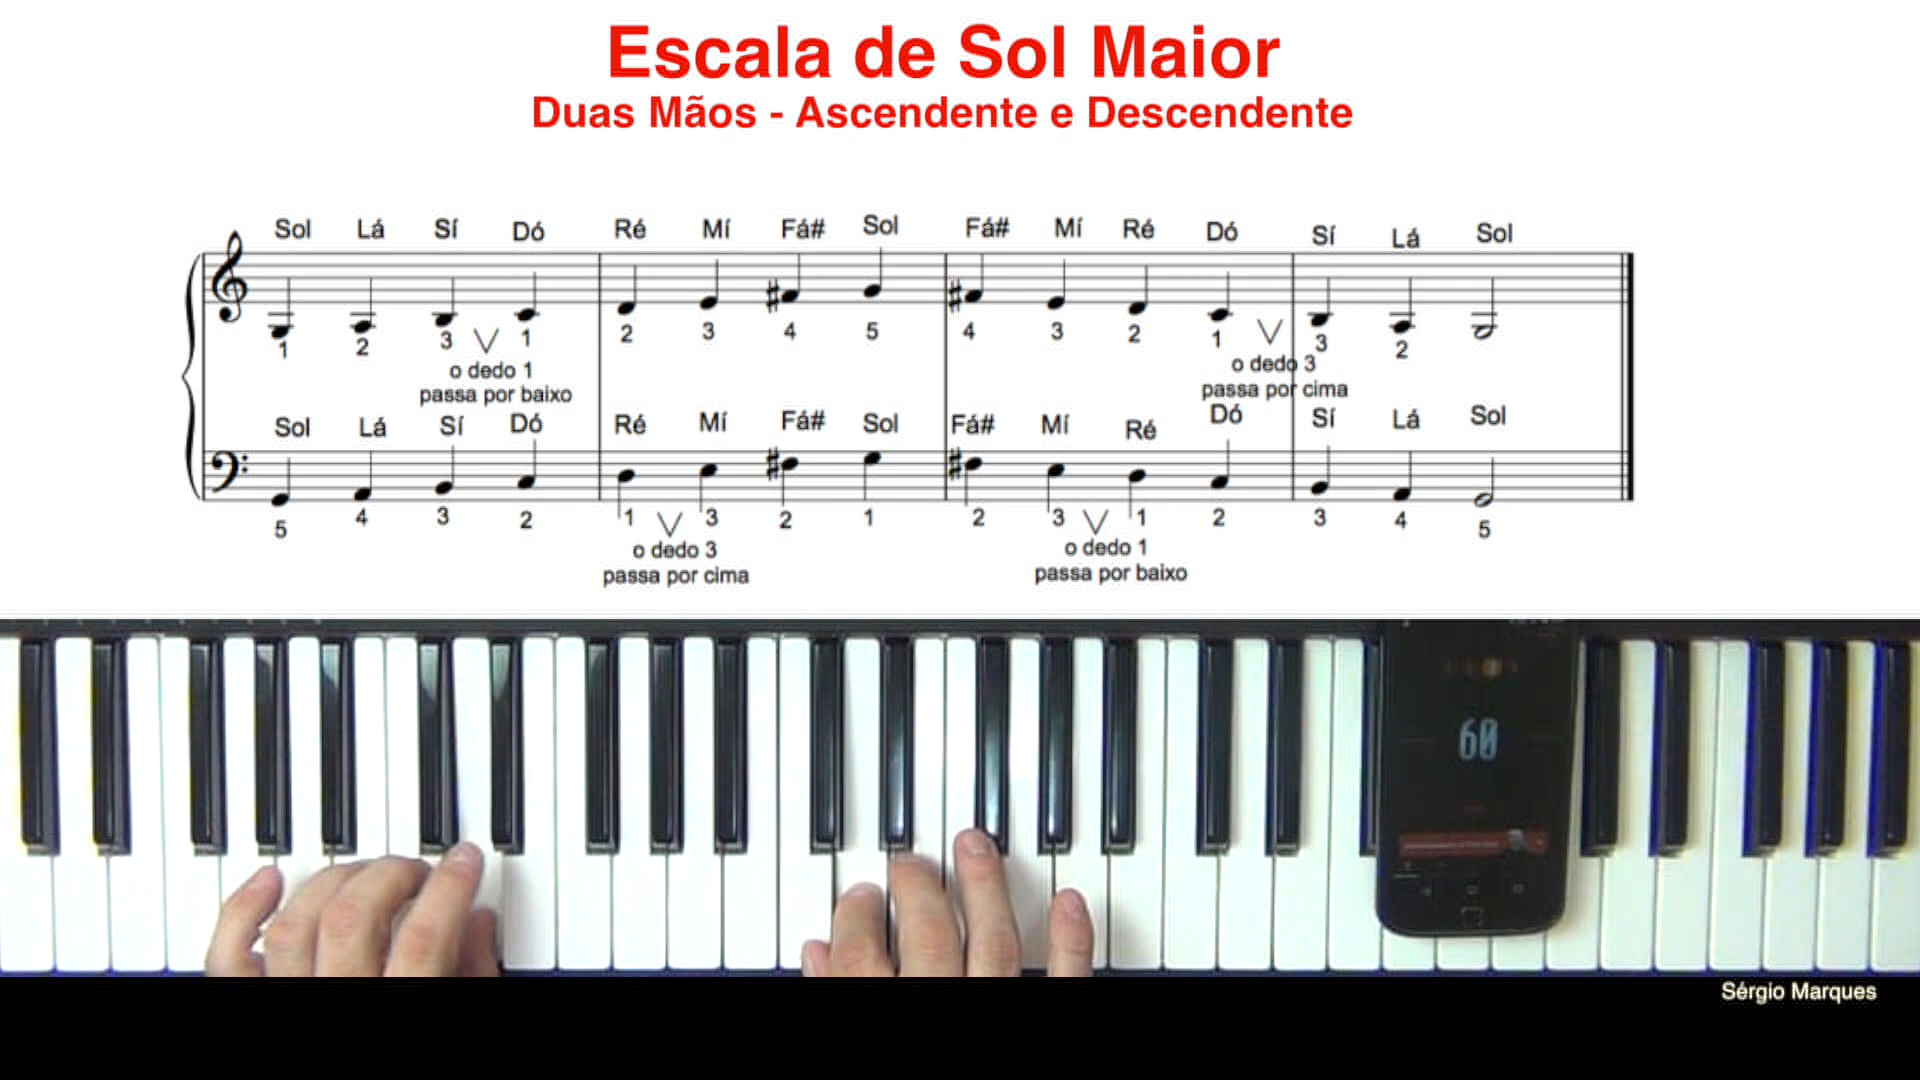 Escala de Sol Maior
Duas Mãos - Ascendente e Descendente
Sol Lá Sí Dó Ré Mí Fá# Sol Fá# Mí Ré Dó Sí Lá Sol
1 2 3 1 2 3 4 5 4 3 2 1 3 2
o dedo 1
passa por baixo
o dedo 3
passa por cima
Sol Lá Sí Dó Ré Mí Fá# Sol Fá# Mí Ré Dó Sí Lá Sol
5 4 3 2 1 3 2 1 2 3 1 2 3 4 5
o dedo 3
passa por cima
o dedo 1
passa por baixo
60
Sérgio Marques